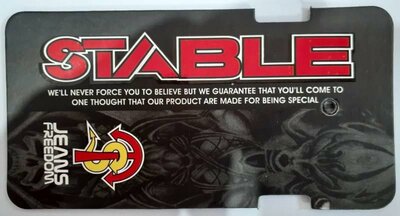 STABLE
WE'LL NEVER FORCE YOU TO BELIEVE BUT WE GUARANTEE THAT YOU'LL COME TO
ONE THOUGHT THAT OUR PRODUCT ARE MADE FOR BEING SPECIAL
JEANS
FREEDOM